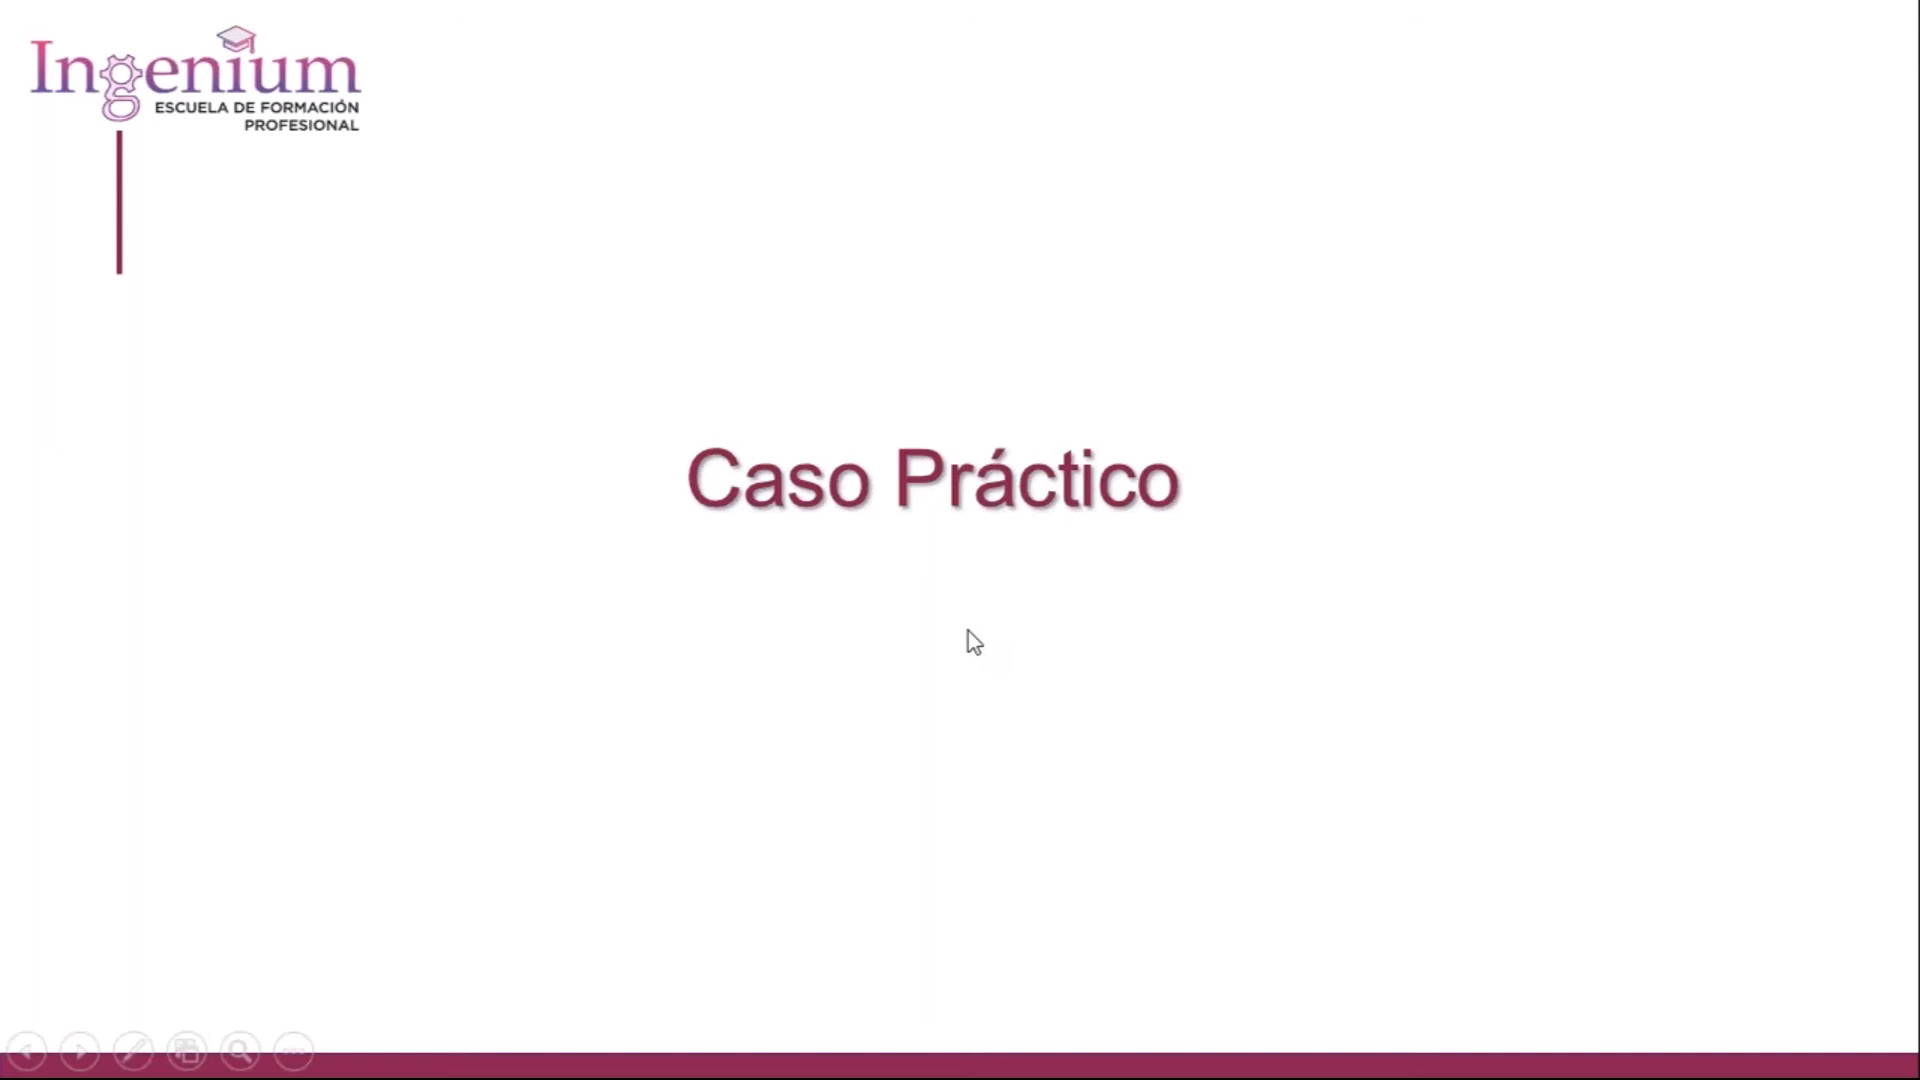 Ingenium
ESCUELA DE FORMACIÓN
PROFESIONAL
Caso Práctico